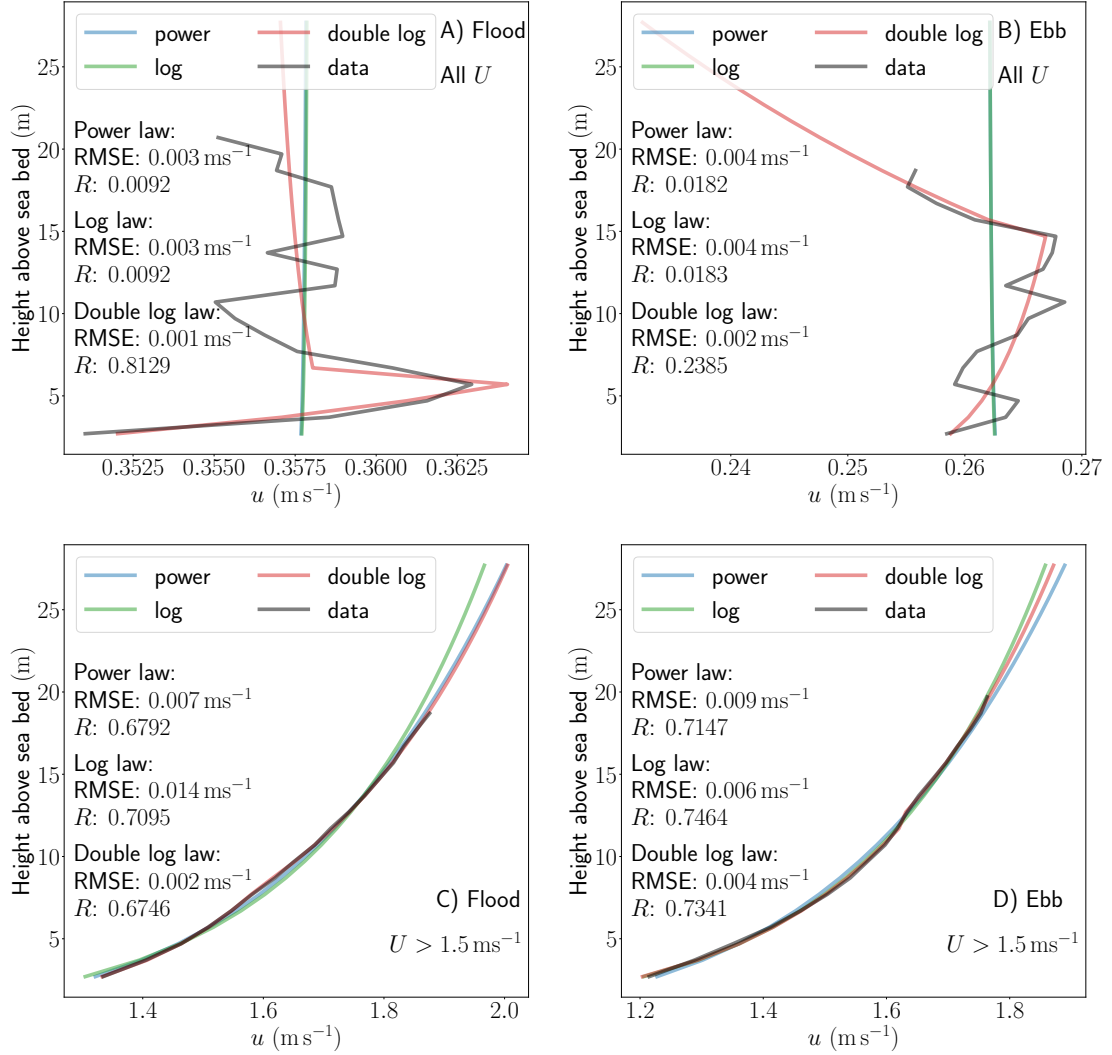 power
double log
log
data
A) Flood
All U
Power law:
RMSE: 0.003 ms⁻¹
R: 0.0092
Log law:
RMSE: 0.003 ms⁻¹
R: 0.0092
Double log law:
RMSE: 0.001 ms⁻¹
R: 0.8129
Height above sea bed (m)
25
20
15
10
5
0.3525 0.3550 0.3575 0.3600 0.3625
u (m s⁻¹)
power
double log
log
data
B) Ebb
All U
Power law:
RMSE: 0.004 ms⁻¹
R: 0.0182
Log law:
RMSE: 0.004 ms⁻¹
R: 0.0183
Double log law:
RMSE: 0.002 ms⁻¹
R: 0.2385
Height above sea bed (m)
25
20
15
10
5
0.24 0.25 0.26 0.27
u (m s⁻¹)
power
double log
log
data
Power law:
RMSE: 0.007 ms⁻¹
R: 0.6792
Log law:
RMSE: 0.014 ms⁻¹
R: 0.7095
Double log law:
RMSE: 0.002 ms⁻¹
R: 0.6746
C) Flood
U > 1.5 ms⁻¹
Height above sea bed (m)
25
20
15
10
5
1.4 1.6 1.8 2.0
u (m s⁻¹)
power
double log
log
data
Power law:
RMSE: 0.009 ms⁻¹
R: 0.7147
Log law:
RMSE: 0.006 ms⁻¹
R: 0.7464
Double log law:
RMSE: 0.004 ms⁻¹
R: 0.7341
D) Ebb
U > 1.5 ms⁻¹
Height above sea bed (m)
25
20
15
10
5
1.2 1.4 1.6 1.8
u (m s⁻¹)